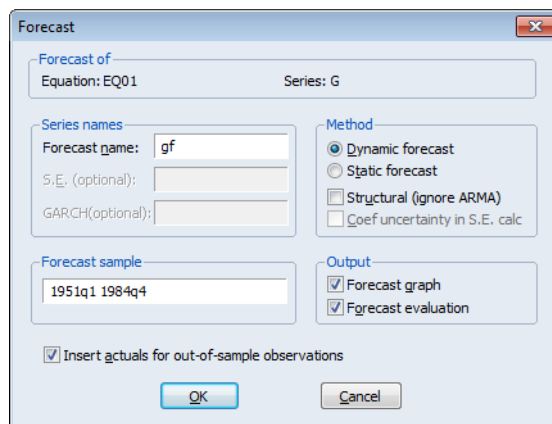 Forecast
Forecast of
Equation: EQ01 Series: G
Series names
Forecast name: gf
S.E. (optional):
GARCH(optional):
Method
Dynamic forecast
Static forecast
Structural (ignore ARMA)
Coef uncertainty in S.E. calc
Forecast sample
1951q1 1984q4
Output
Forecast graph
Forecast evaluation
Insert actuals for out-of-sample observations
OK Cancel